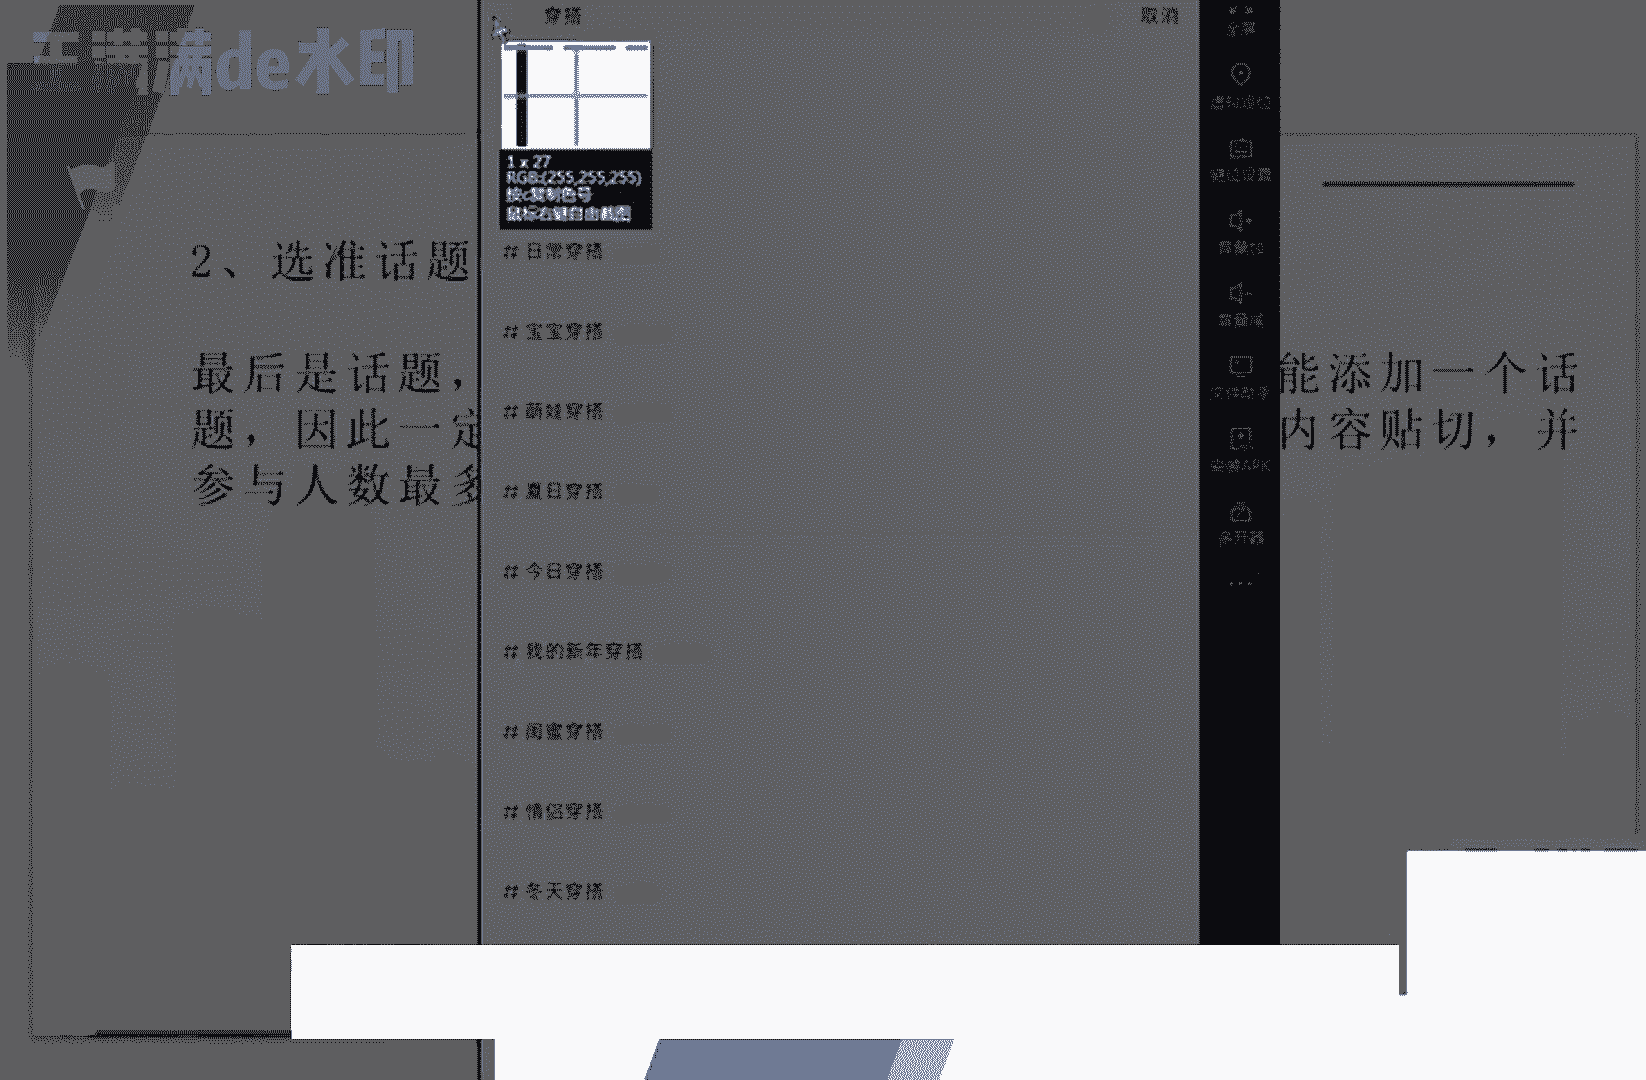 满de水印
穿搭
取消
全屏
1 x 27
RGB:(255,255,255)
按c复制色号
鼠标右键自由截图
2、选准话题
# 日常穿搭
# 宝宝穿搭
最后是话题，
能添加一个话
# 萌娃穿搭
题，因此一定
内容贴切，并
参与人数最多
# 夏日穿搭
# 今日穿搭
# 我的新年穿搭
# 闺蜜穿搭
# 情侣穿搭
# 冬天穿搭
虚拟定位
键位设置
音量加
音量减
文件助手
安装APK
多开器
...